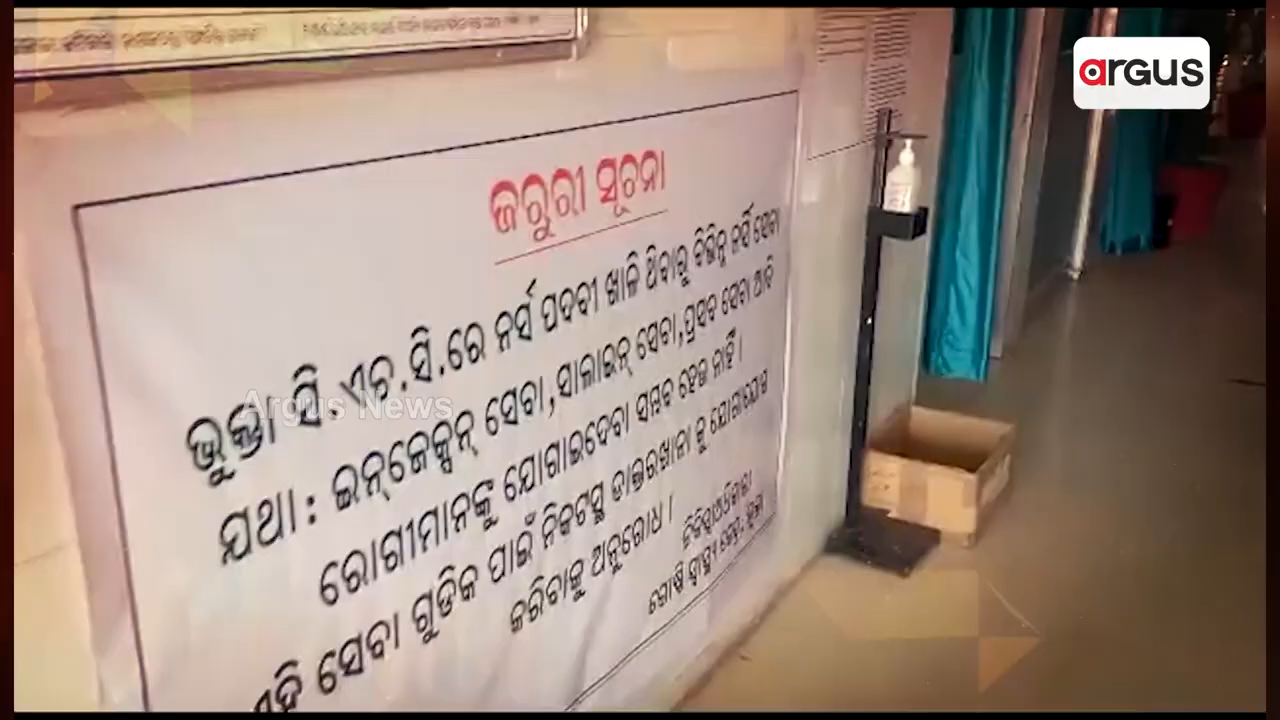 argus
ଜରୁରୀ ସୂଚନା
ଭୁକ୍ତା ସି.ଏଚ.ସି.ରେ ନର୍ସ ପଦବୀ ଖାଲି ଥିବାରୁ ବିଭିନ୍ନ ନର୍ସିଂ ସେବା
ଯଥା: ଇନ୍‌ଜେକ୍ସନ୍ ସେବା,ସାଲାଇନ୍ ସେବା,ପ୍ରସବ ସେବା ଆଦି
ରୋଗୀମାନଙ୍କୁ ଯୋଗାଇଦେବା ସମ୍ଭବ ହେଉ ନାହିଁ।
ଏହି ସେବା ଗୁଡିକ ପାଇଁ ନିକଟସ୍ଥ ଡାକ୍ତରଖାନା କୁ ଯୋଗାଯୋଗ
କରିବାକୁ ଅନୁରୋଧ।
ଗୋଷ୍ଠି ସ୍ୱାସ୍ଥ୍ୟ କେନ୍ଦ୍ର,
Argus News